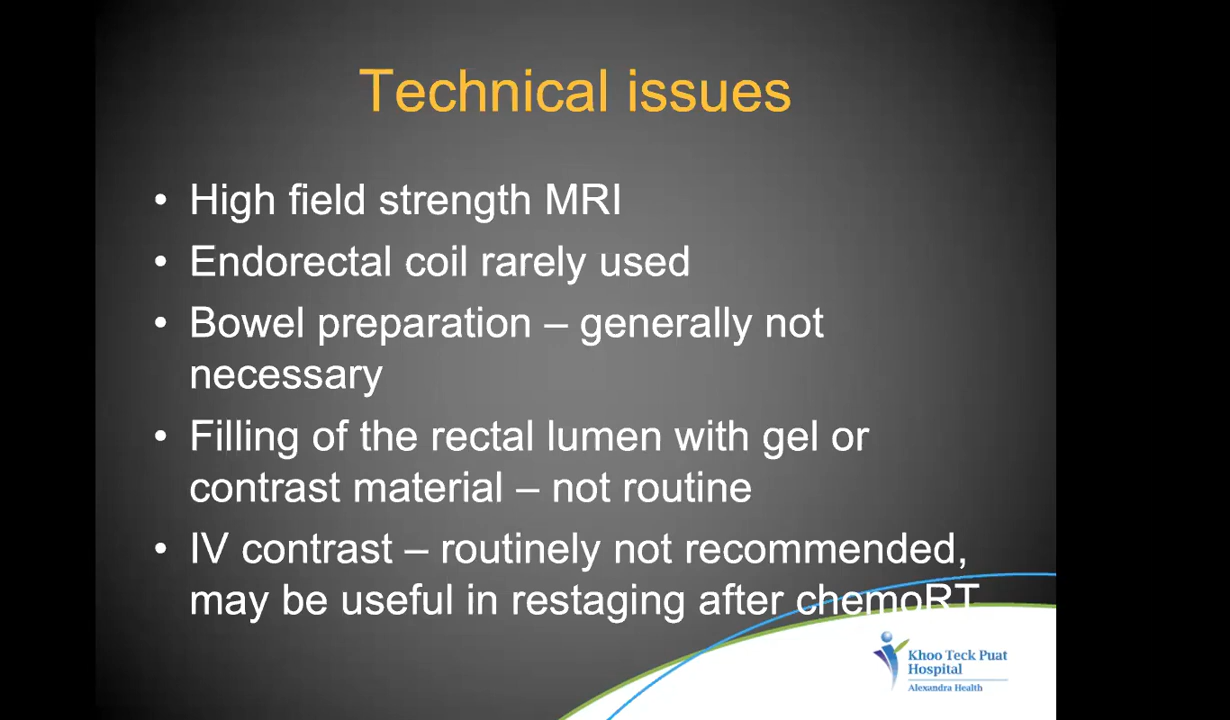 Technical issues
• High field strength MRI
• Endorectal coil rarely used
• Bowel preparation – generally not
necessary
• Filling of the rectal lumen with gel or
contrast material – not routine
• IV contrast – routinely not recommended,
may be useful in restaging after chemoRT
Khoo Teck Puat
Hospital
Alexandra Health